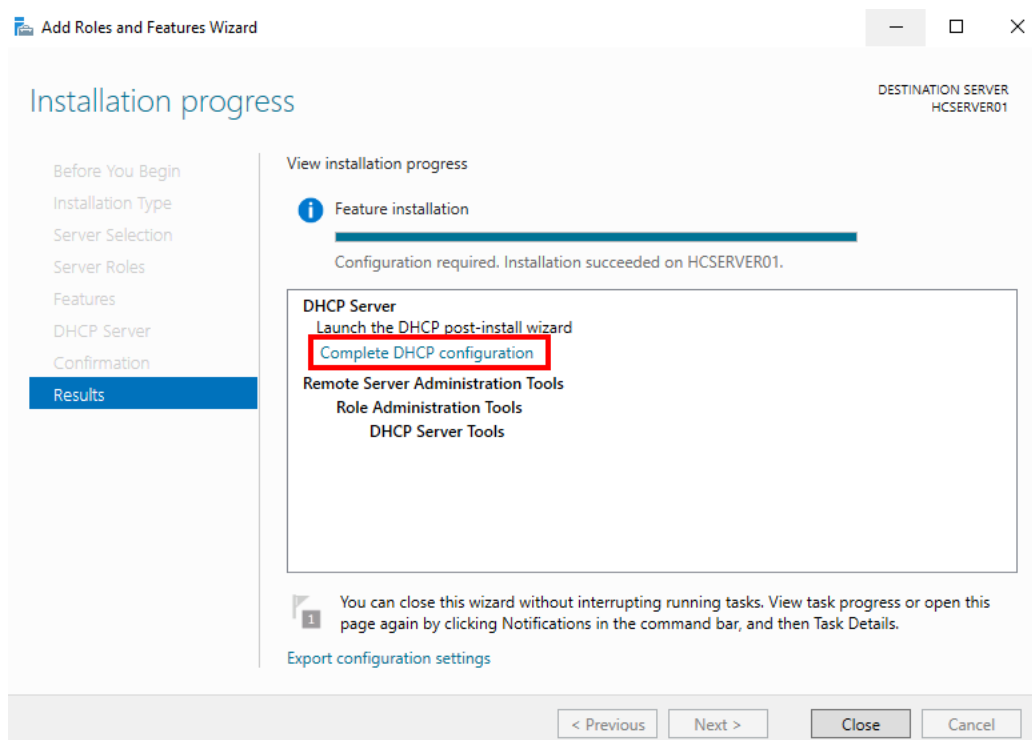 Add Roles and Features Wizard
Installation progress
DESTINATION SERVER
HCSERVER01
Before You Begin
Installation Type
Server Selection
Server Roles
Features
DHCP Server
Confirmation
Results
View installation progress
Feature installation
Configuration required. Installation succeeded on HCSERVER01.
DHCP Server
Launch the DHCP post-install wizard
Complete DHCP configuration
Remote Server Administration Tools
Role Administration Tools
DHCP Server Tools
1
You can close this wizard without interrupting running tasks. View task progress or open this
page again by clicking Notifications in the command bar, and then Task Details.
Export configuration settings
< Previous
Next >
Close
Cancel